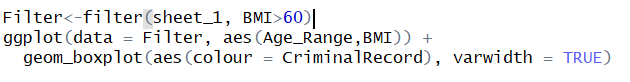 Filter<-filter(sheet_1, BMI>60)
ggplot(data = Filter, aes(Age_Range,BMI)) +
  geom_boxplot(aes(colour = CriminalRecord), varwidth = TRUE)